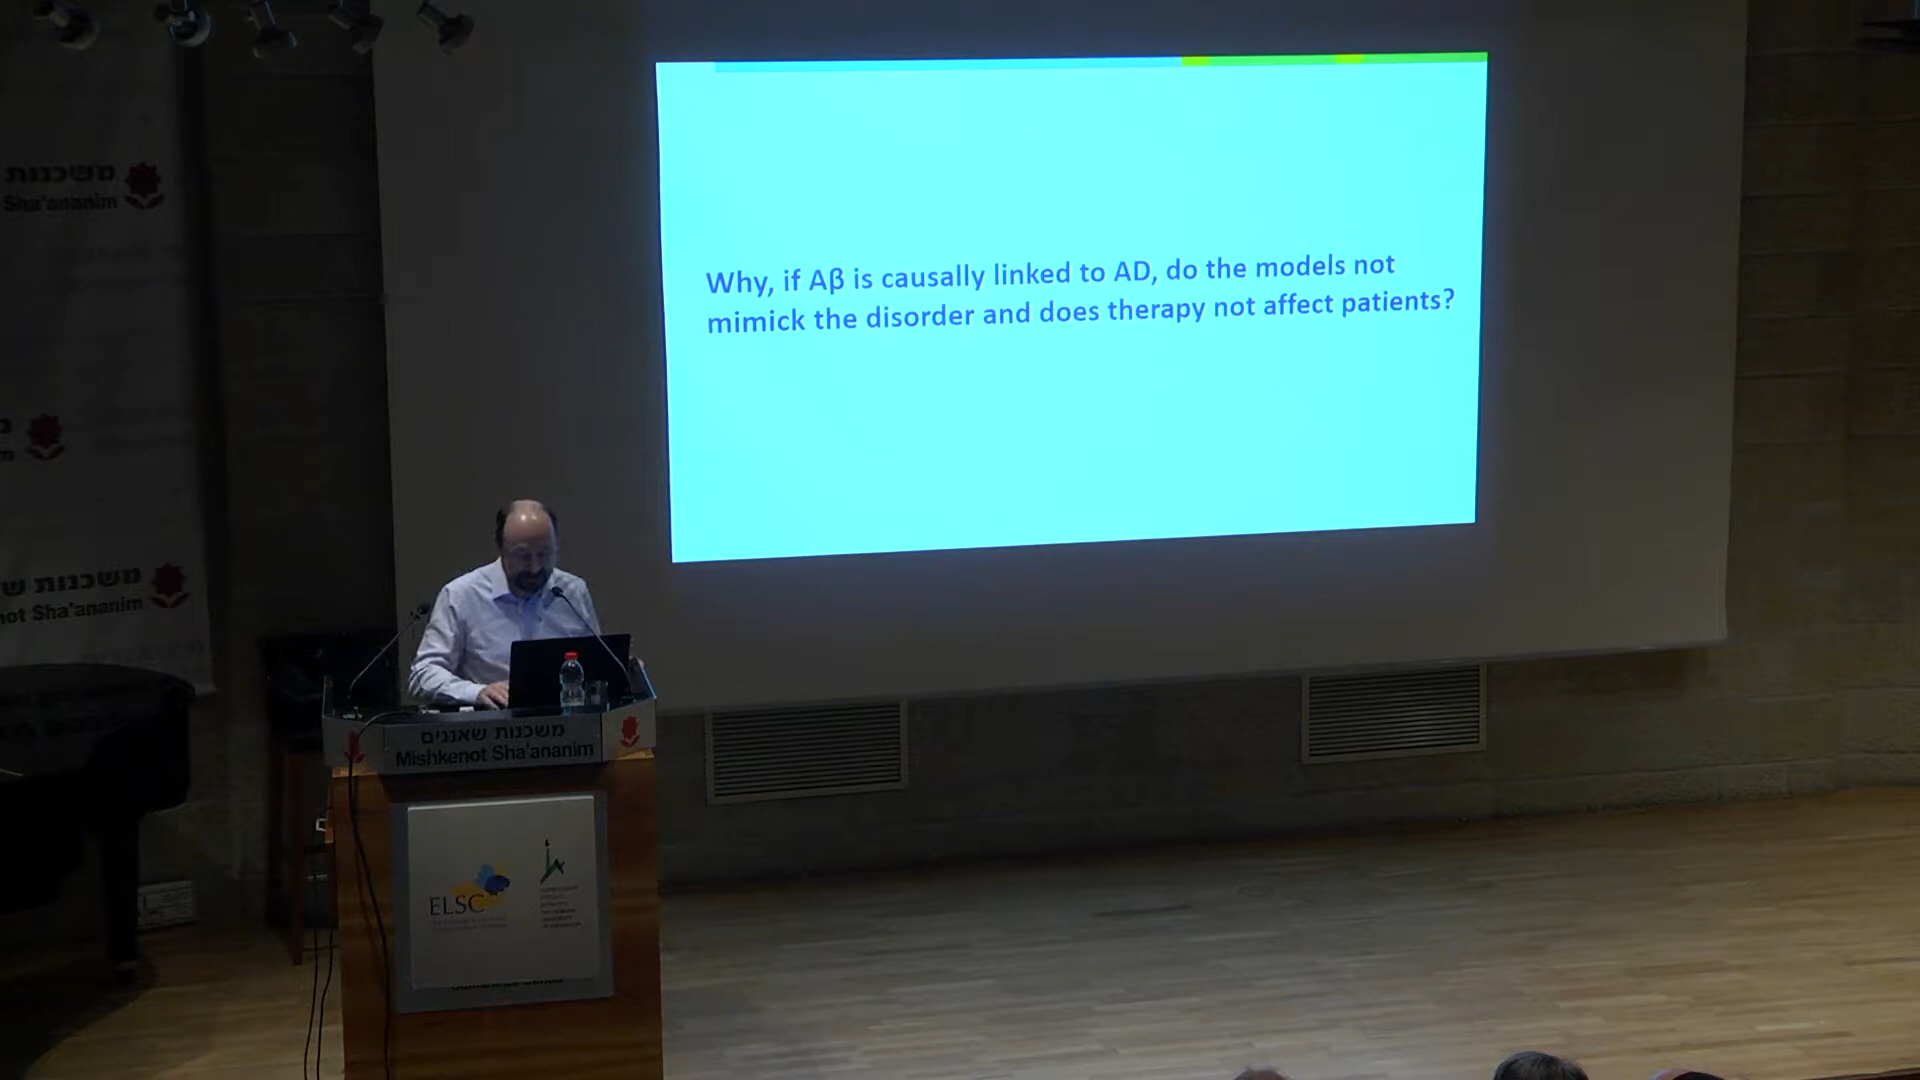 Why, if Aβ is causally linked to AD, do the models not
mimick the disorder and does therapy not affect patients?
משכנות
Sha'ananim
משכנות ש
not Sha'ananim
משכנות שאננים
Mishkenot Sha'ananim
ELSC